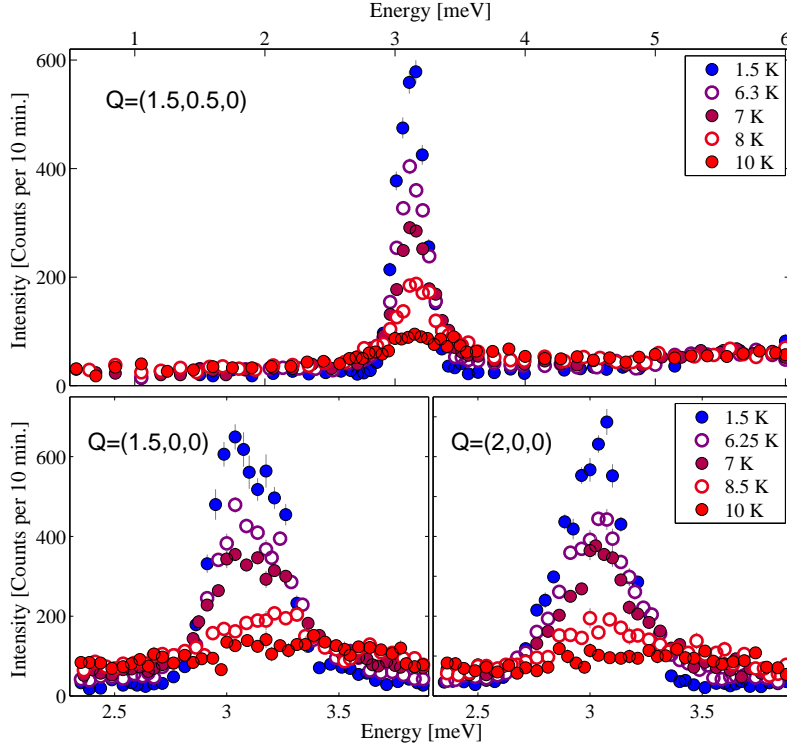 Energy [meV]
1 2 3 4 5 6
600
400
200
0
Intensity [Counts per 10 min.]
Q=(1.5,0.5,0)
1.5 K
6.3 K
7 K
8 K
10 K
600
400
200
0
Intensity [Counts per 10 min.]
Q=(1.5,0,0)
Q=(2,0,0)
1.5 K
6.25 K
7 K
8.5 K
10 K
2.5 3 3.5 2.5 3 3.5
Energy [meV] Energy [meV]